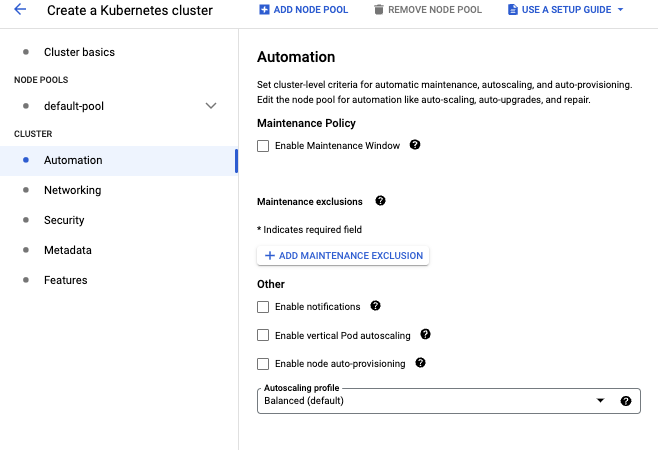 Create a Kubernetes cluster
ADD NODE POOL
REMOVE NODE POOL
USE A SETUP GUIDE
Cluster basics
NODE POOLS
default-pool
CLUSTER
Automation
Networking
Security
Metadata
Features
Automation
Set cluster-level criteria for automatic maintenance, autoscaling, and auto-provisioning.
Edit the node pool for automation like auto-scaling, auto-upgrades, and repair.
Maintenance Policy
Enable Maintenance Window
Maintenance exclusions
* Indicates required field
ADD MAINTENANCE EXCLUSION
Other
Enable notifications
Enable vertical Pod autoscaling
Enable node auto-provisioning
Autoscaling profile
Balanced (default)